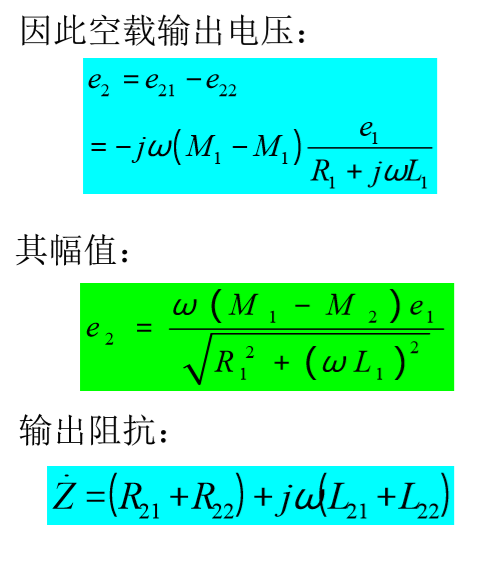 因此空载输出电压：
e₂ = e₂₁ − e₂₂
= −jω(M₁ − M₁) e₁ / (R₁ + jωL₁)
其幅值：
e₂ = ω(M₁ − M₂)e₁ / √(R₁² + (ωL₁)²)
输出阻抗：
Ż = (R₂₁ + R₂₂) + jω(L₂₁ + L₂₂)